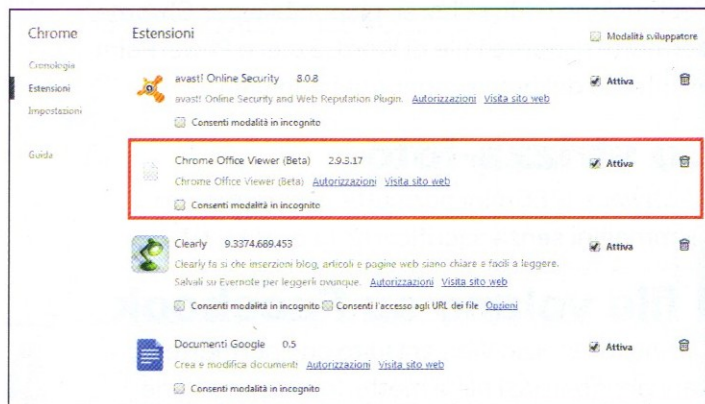 Chrome
Estensioni
Modalità sviluppatore
Cronologia
Estensioni
Impostazioni
Guida
avast! Online Security 8.0.8
Attiva
avast! Online Security and Web Reputation Plugin. Autorizzazioni Visita sito web
Consenti modalità in incognito
Chrome Office Viewer (Beta) 2.9.3.17
Attiva
Chrome Office Viewer (Beta) Autorizzazioni Visita sito web
Consenti modalità in incognito
Clearly 9.3374.689.453
Attiva
Clearly fa si che inserzioni blog, articoli e pagine web siano chiare e facili a leggere.
Salvali su Evernote per leggerli ovunque. Autorizzazioni Visita sito web
Consenti modalità in incognito Consenti l'accesso agli URL dei file Opzioni
Documenti Google 0.5
Attiva
Crea e modifica documenti Autorizzazioni Visita sito web
Consenti modalità in incognito